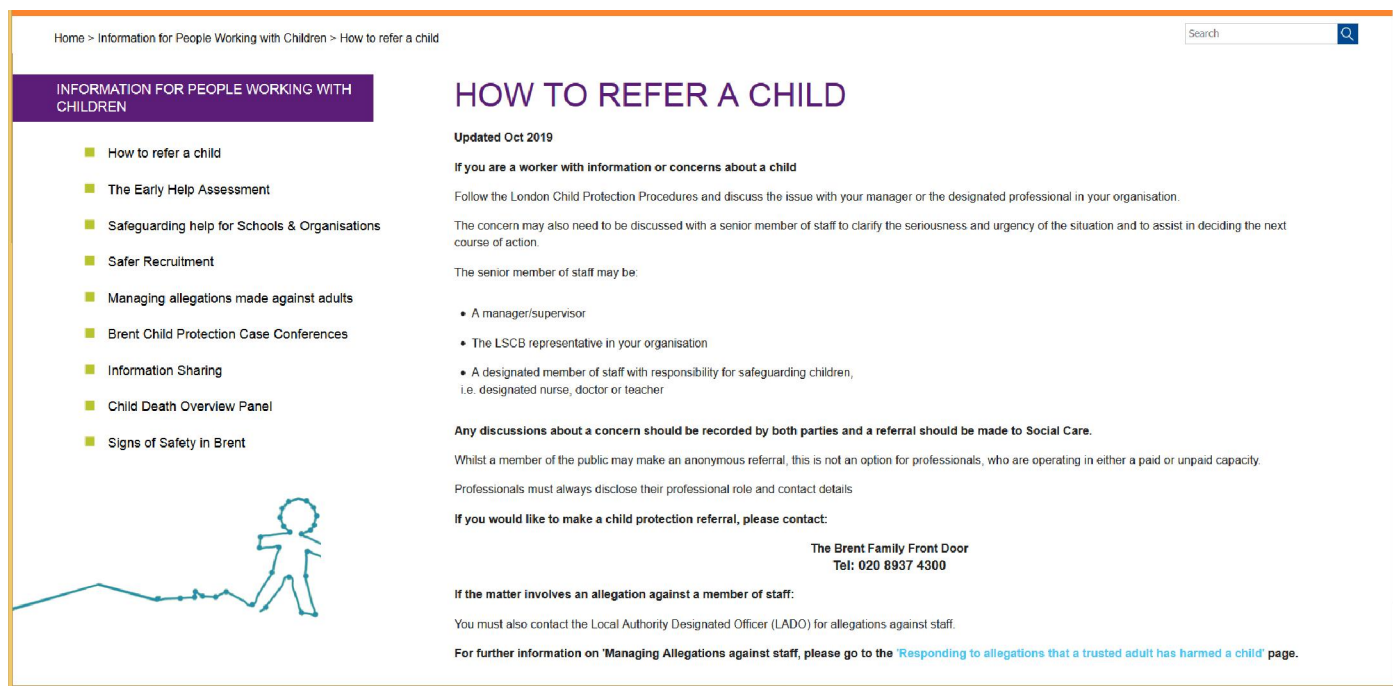 Home > Information for People Working with Children > How to refer a child
Search
INFORMATION FOR PEOPLE WORKING WITH
CHILDREN
How to refer a child
The Early Help Assessment
Safeguarding help for Schools & Organisations
Safer Recruitment
Managing allegations made against adults
Brent Child Protection Case Conferences
Information Sharing
Child Death Overview Panel
Signs of Safety in Brent
HOW TO REFER A CHILD
Updated Oct 2019
If you are a worker with information or concerns about a child
Follow the London Child Protection Procedures and discuss the issue with your manager or the designated professional in your organisation.
The concern may also need to be discussed with a senior member of staff to clarify the seriousness and urgency of the situation and to assist in deciding the next
course of action.
The senior member of staff may be:
• A manager/supervisor
• The LSCB representative in your organisation
• A designated member of staff with responsibility for safeguarding children,
i.e. designated nurse, doctor or teacher
Any discussions about a concern should be recorded by both parties and a referral should be made to Social Care.
Whilst a member of the public may make an anonymous referral, this is not an option for professionals, who are operating in either a paid or unpaid capacity.
Professionals must always disclose their professional role and contact details
If you would like to make a child protection referral, please contact:
The Brent Family Front Door
Tel: 020 8937 4300
If the matter involves an allegation against a member of staff:
You must also contact the Local Authority Designated Officer (LADO) for allegations against staff.
For further information on 'Managing Allegations against staff, please go to the 'Responding to allegations that a trusted adult has harmed a child' page.